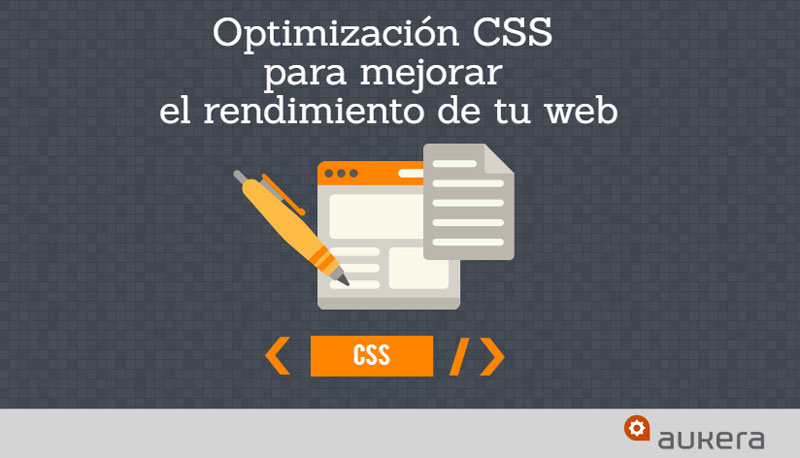 Optimización CSS
para mejorar
el rendimiento de tu web
< CSS />
aukera